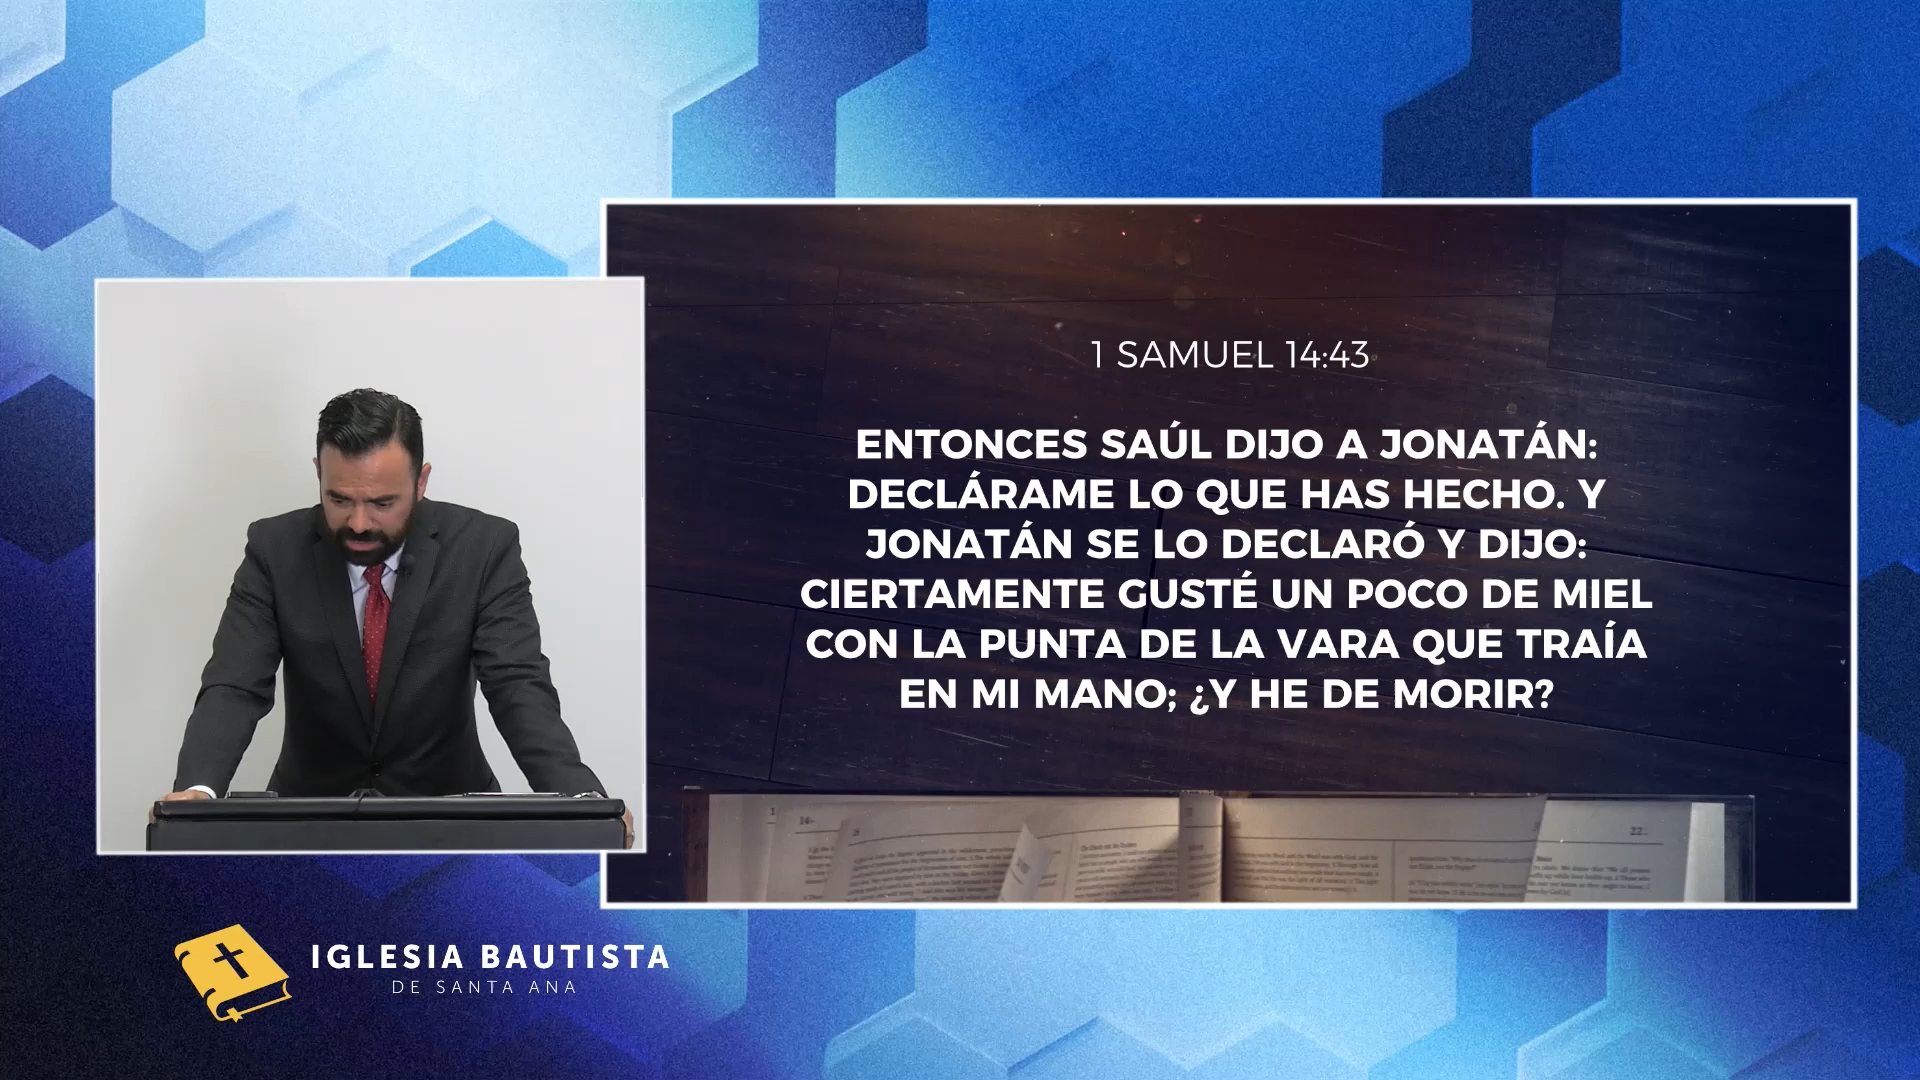 1 SAMUEL 14:43
ENTONCES SAÚL DIJO A JONATÁN:
DECLÁRAME LO QUE HAS HECHO. Y
JONATÁN SE LO DECLARÓ Y DIJO:
CIERTAMENTE GUSTÉ UN POCO DE MIEL
CON LA PUNTA DE LA VARA QUE TRAÍA
EN MI MANO; ¿Y HE DE MORIR?
14
22
IGLESIA BAUTISTA
DE SANTA ANA